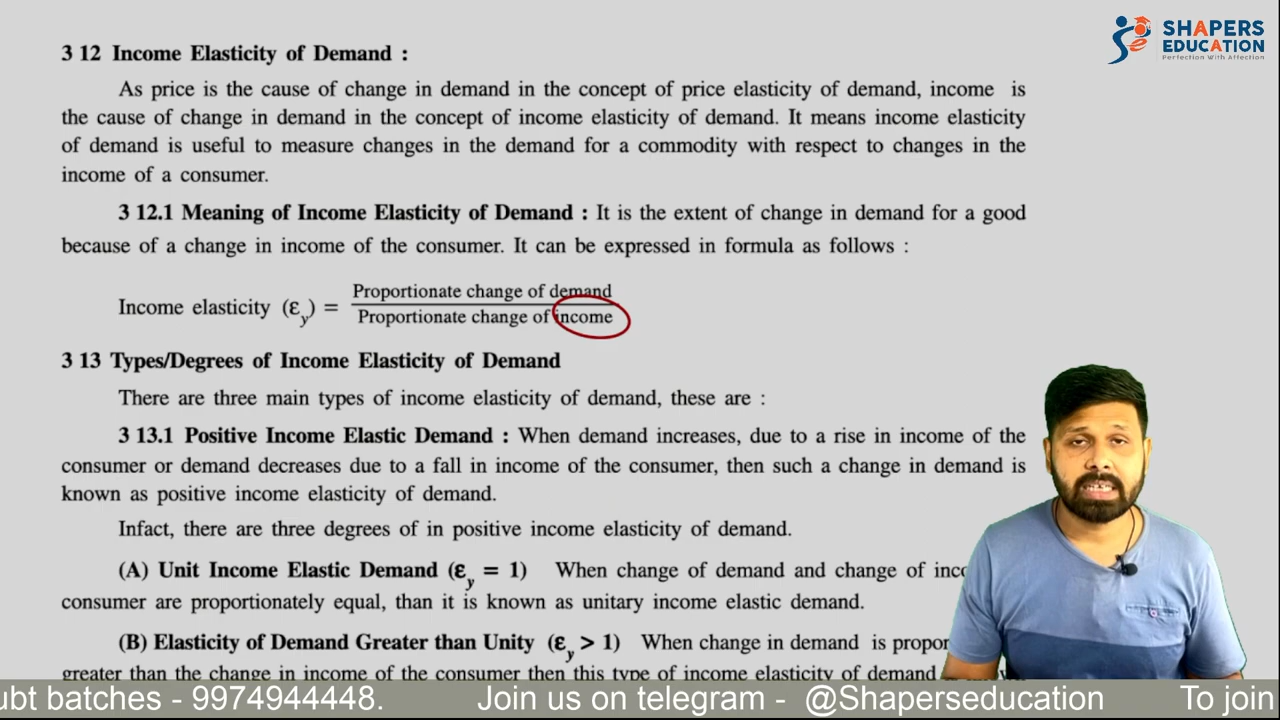 SHAPERS
EDUCATION
Perfection With Affection
3 12 Income Elasticity of Demand :
As price is the cause of change in demand in the concept of price elasticity of demand, income is
the cause of change in demand in the concept of income elasticity of demand. It means income elasticity
of demand is useful to measure changes in the demand for a commodity with respect to changes in the
income of a consumer.
3 12.1 Meaning of Income Elasticity of Demand : It is the extent of change in demand for a good
because of a change in income of the consumer. It can be expressed in formula as follows :
Proportionate change of demand
Income elasticity (εy) =
Proportionate change of income
3 13 Types/Degrees of Income Elasticity of Demand
There are three main types of income elasticity of demand, these are :
3 13.1 Positive Income Elastic Demand : When demand increases, due to a rise in income of the
consumer or demand decreases due to a fall in income of the consumer, then such a change in demand is
known as positive income elasticity of demand.
Infact, there are three degrees of in positive income elasticity of demand.
(A) Unit Income Elastic Demand (εy = 1) When change of demand and change of inc
consumer are proportionately equal, than it is known as unitary income elastic demand.
(B) Elasticity of Demand Greater than Unity (εy > 1) When change in demand is propor
greater than the change in income of the consumer then this type of income elasticity of demand
ubt batches - 9974944448. Join us on telegram - @Shaperseducation To join